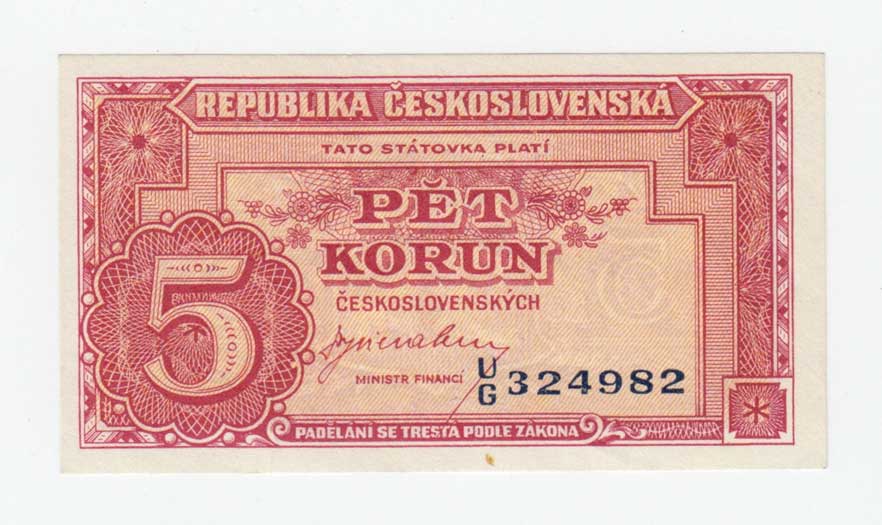 REPUBLIKA ČESKOSLOVENSKÁ
TATO STÁTOVKA PLATÍ
PĚT
KORUN
ČESKOSLOVENSKÝCH
5
MINISTR FINANCÍ
U/G 324982
PADĚLÁNÍ SE TRESTÁ PODLE ZÁKONA